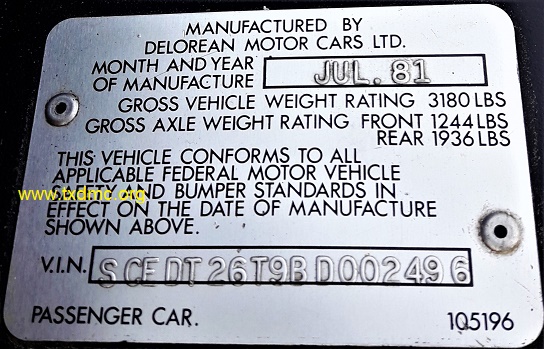 MANUFACTURED BY
DELOREAN MOTOR CARS LTD.
MONTH AND YEAR
OF MANUFACTURE JUL. 81
GROSS VEHICLE WEIGHT RATING 3180 LBS
GROSS AXLE WEIGHT RATING FRONT 1244 LBS
REAR 1936 LBS
THIS VEHICLE CONFORMS TO ALL
APPLICABLE FEDERAL MOTOR VEHICLE
www.txdmc.org
AND BUMPER STANDARDS IN
EFFECT ON THE DATE OF MANUFACTURE
SHOWN ABOVE.
V.I.N. SCEDT26T9BD002496
PASSENGER CAR. 105196